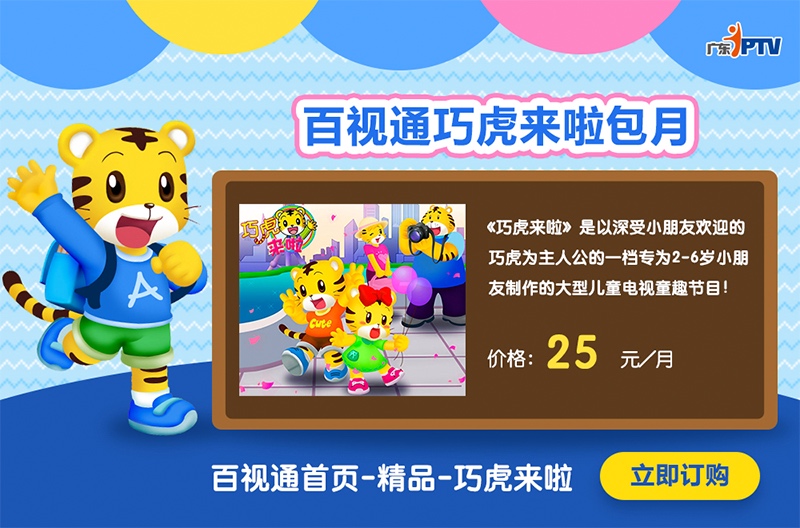 广东IPTV
百视通巧虎来啦包月
巧虎
来啦
《巧虎来啦》是以深受小朋友欢迎的
巧虎为主人公的一档专为2-6岁小朋
友制作的大型儿童电视童趣节目！
A
Cute
价格：25 元/月
百视通首页-精品-巧虎来啦
立即订购